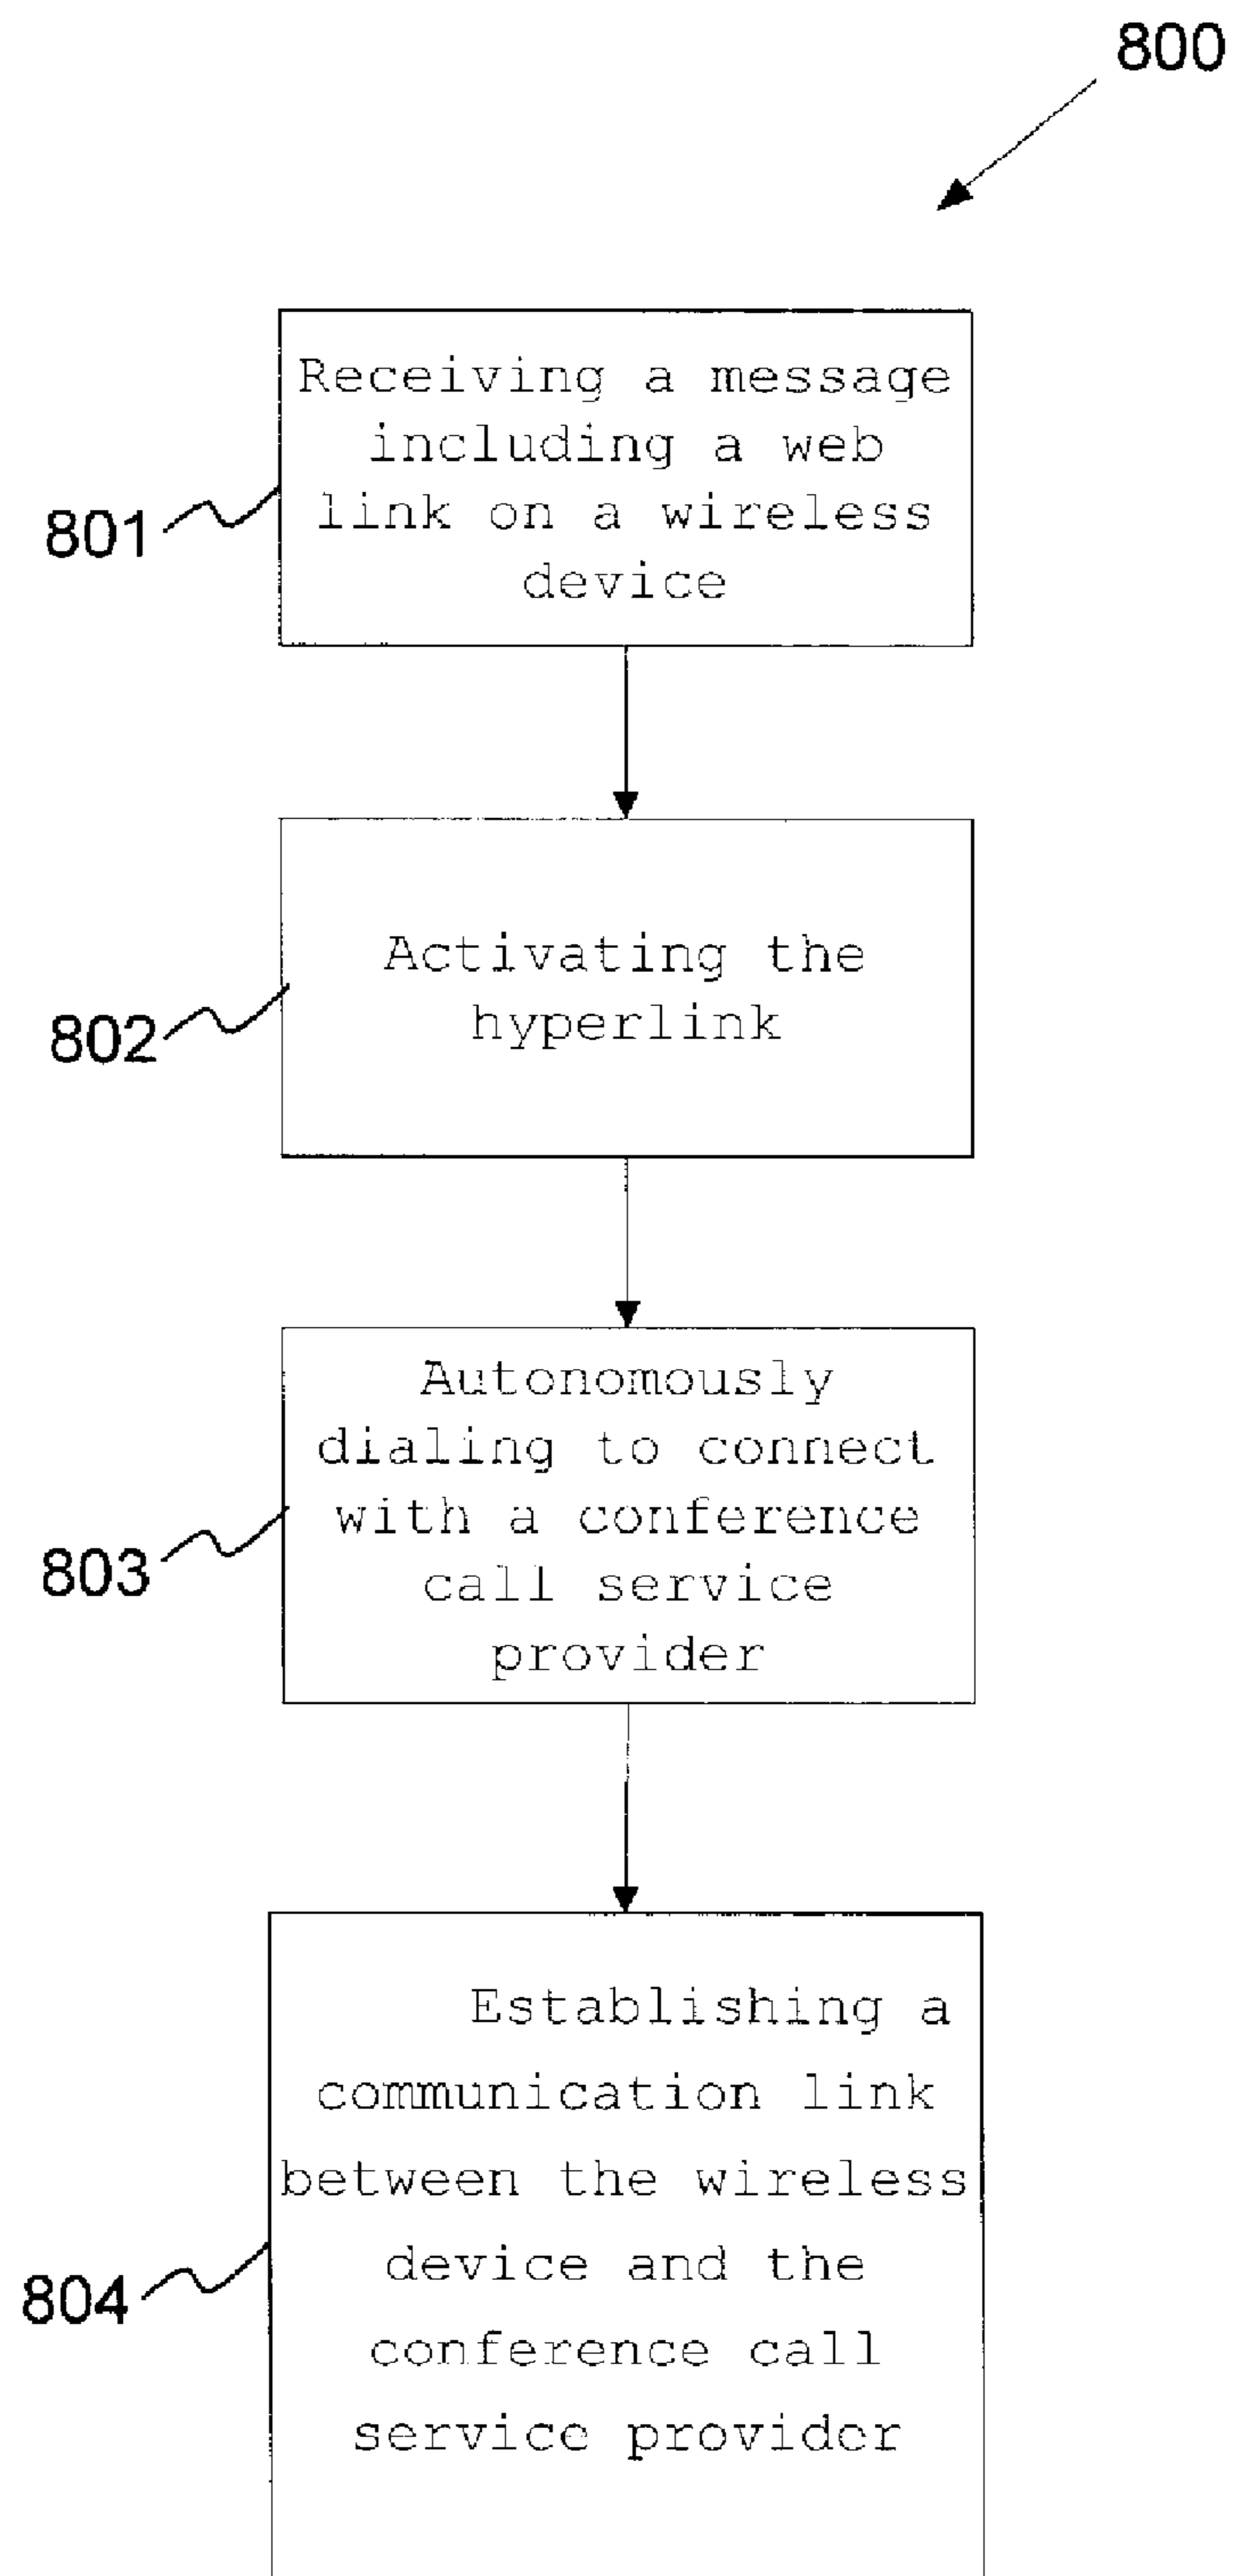 800
Receiving a message
including a web
link on a wireless
device
801
Activating the
hyperlink
802
Autonomously
dialing to connect
with a conference
call service
provider
803
Establishing a
communication link
between the wireless
device and the
conference call
service provider
804